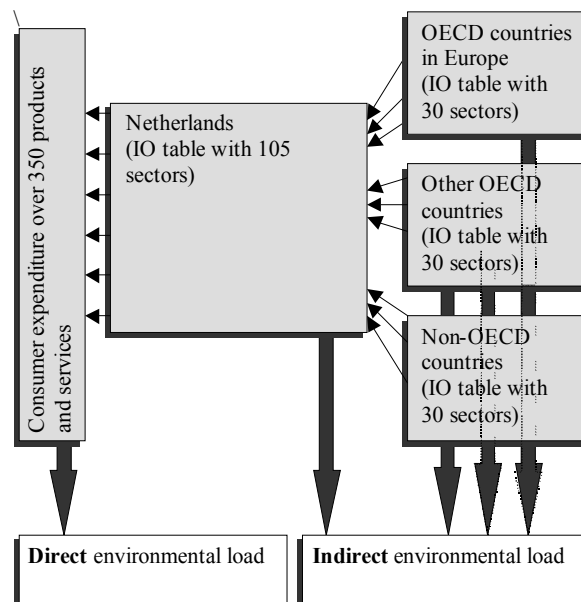 Consumer expenditure over 350 products
and services
Netherlands
(IO table with 105
sectors)
OECD countries
in Europe
(IO table with
30 sectors)
Other OECD
countries
(IO table with
30 sectors)
Non-OECD
countries
(IO table with
30 sectors)
Direct environmental load
Indirect environmental load